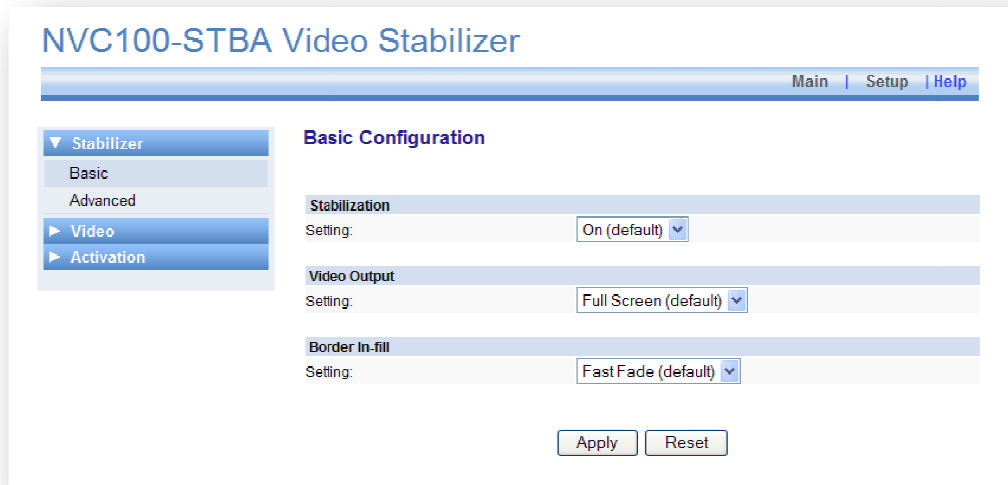 NVC100-STBA Video Stabilizer
Main | Setup | Help
Stabilizer
Basic
Advanced
Video
Activation
Basic Configuration
Stabilization
Setting: On (default)
Video Output
Setting: Full Screen (default)
Border In-fill
Setting: Fast Fade (default)
Apply Reset